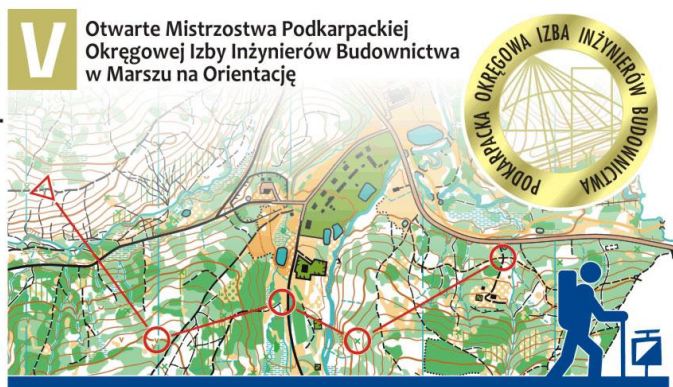 V
Otwarte Mistrzostwa Podkarpackiej
Okręgowej Izby Inżynierów Budownictwa
w Marszu na Orientację
PODKARPACKA OKRĘGOWA IZBA INŻYNIERÓW BUDOWNICTWA